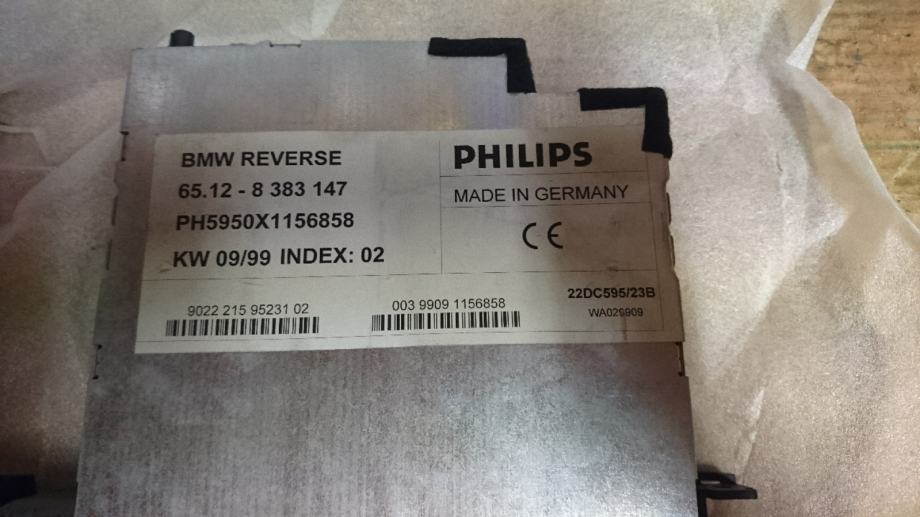 BMW REVERSE
65.12 - 8 383 147
PH5950X1156858
KW 09/99 INDEX: 02
PHILIPS
MADE IN GERMANY
CE
9022 215 95231 02
003 9909 1156858
22DC595/23B
WA029909